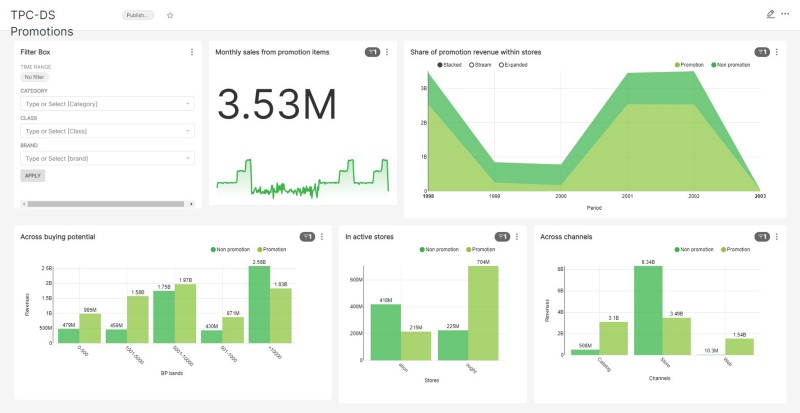 TPC-DS
Promotions
Publish...
Filter Box
TIME RANGE
No filter
CATEGORY
Type or Select [Category]
CLASS
Type or Select [Class]
BRAND
Type or Select [brand]
APPLY
Monthly sales from promotion items
1
3.53M
Share of promotion revenue within stores
1
Stacked Stream Expanded
Promotion Non promotion
3B
2B
1B
0
1998 1999 2000 2001 2002 2003
Period
Across buying potential
1
Non promotion Promotion
2.5B
2B
1.5B
1B
500M
0
Revenues
479M 985M 459M 1.58B 1.75B 1.97B 430M 871M 2.58B 1.83B
0-500 1001-5000 5001-10000 501-1000 >10000
BP bands
In active stores
1
Non promotion Promotion
600M
400M
200M
0
418M 215M 225M 704M
ation ought
Stores
Across channels
1
Non promotion Promotion
8B
6B
4B
2B
0
Revenues
508M 3.1B 8.34B 3.49B 10.3M 1.54B
Catalog Store Web
Channels